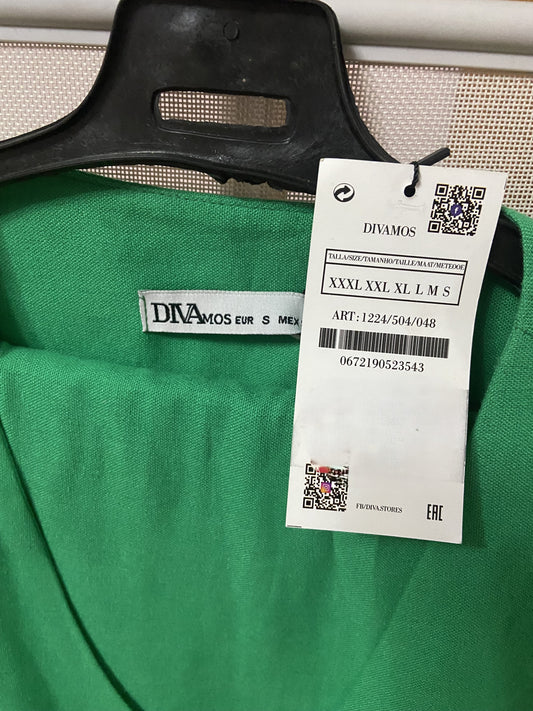 DIVAMOS
TALLA/SIZE/TAMANHO/TAILLE/MAAT/METEOOE
XXXL XXL XL L M S
ART:1224/504/048
0672190523543
FB/DIVA.STORES
EAC
DIVAMOS EUR S MEX